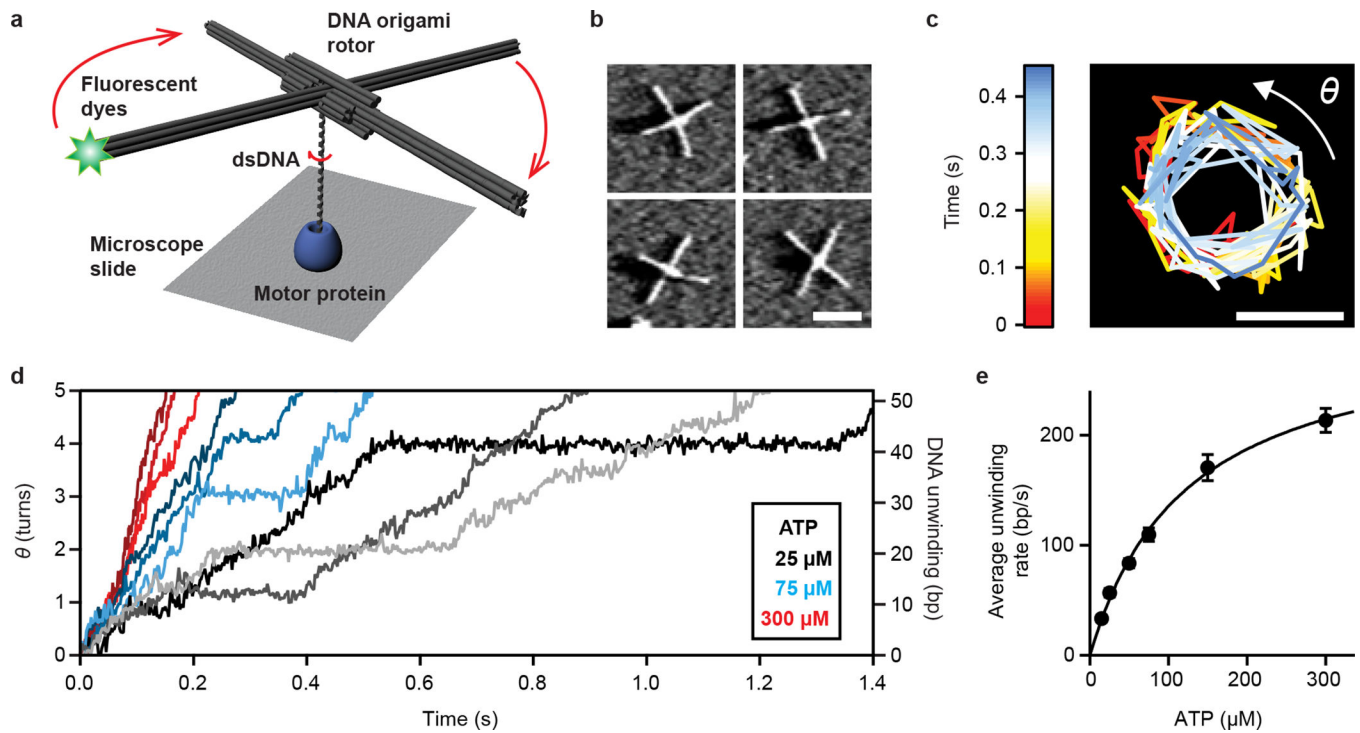 a
DNA origami
rotor
Fluorescent
dyes
dsDNA
Microscope
slide
Motor protein
b
c
Time (s)
0.4
0.3
0.2
0.1
0
θ
d
θ (turns)
5
4
3
2
1
0
0.0 0.2 0.4 0.6 0.8 1.0 1.2 1.4
Time (s)
50
40
30
20
10
0
DNA unwinding (bp)
ATP
25 µM
75 µM
300 µM
e
Average unwinding
rate (bp/s)
200
100
0
0 100 200 300
ATP (µM)